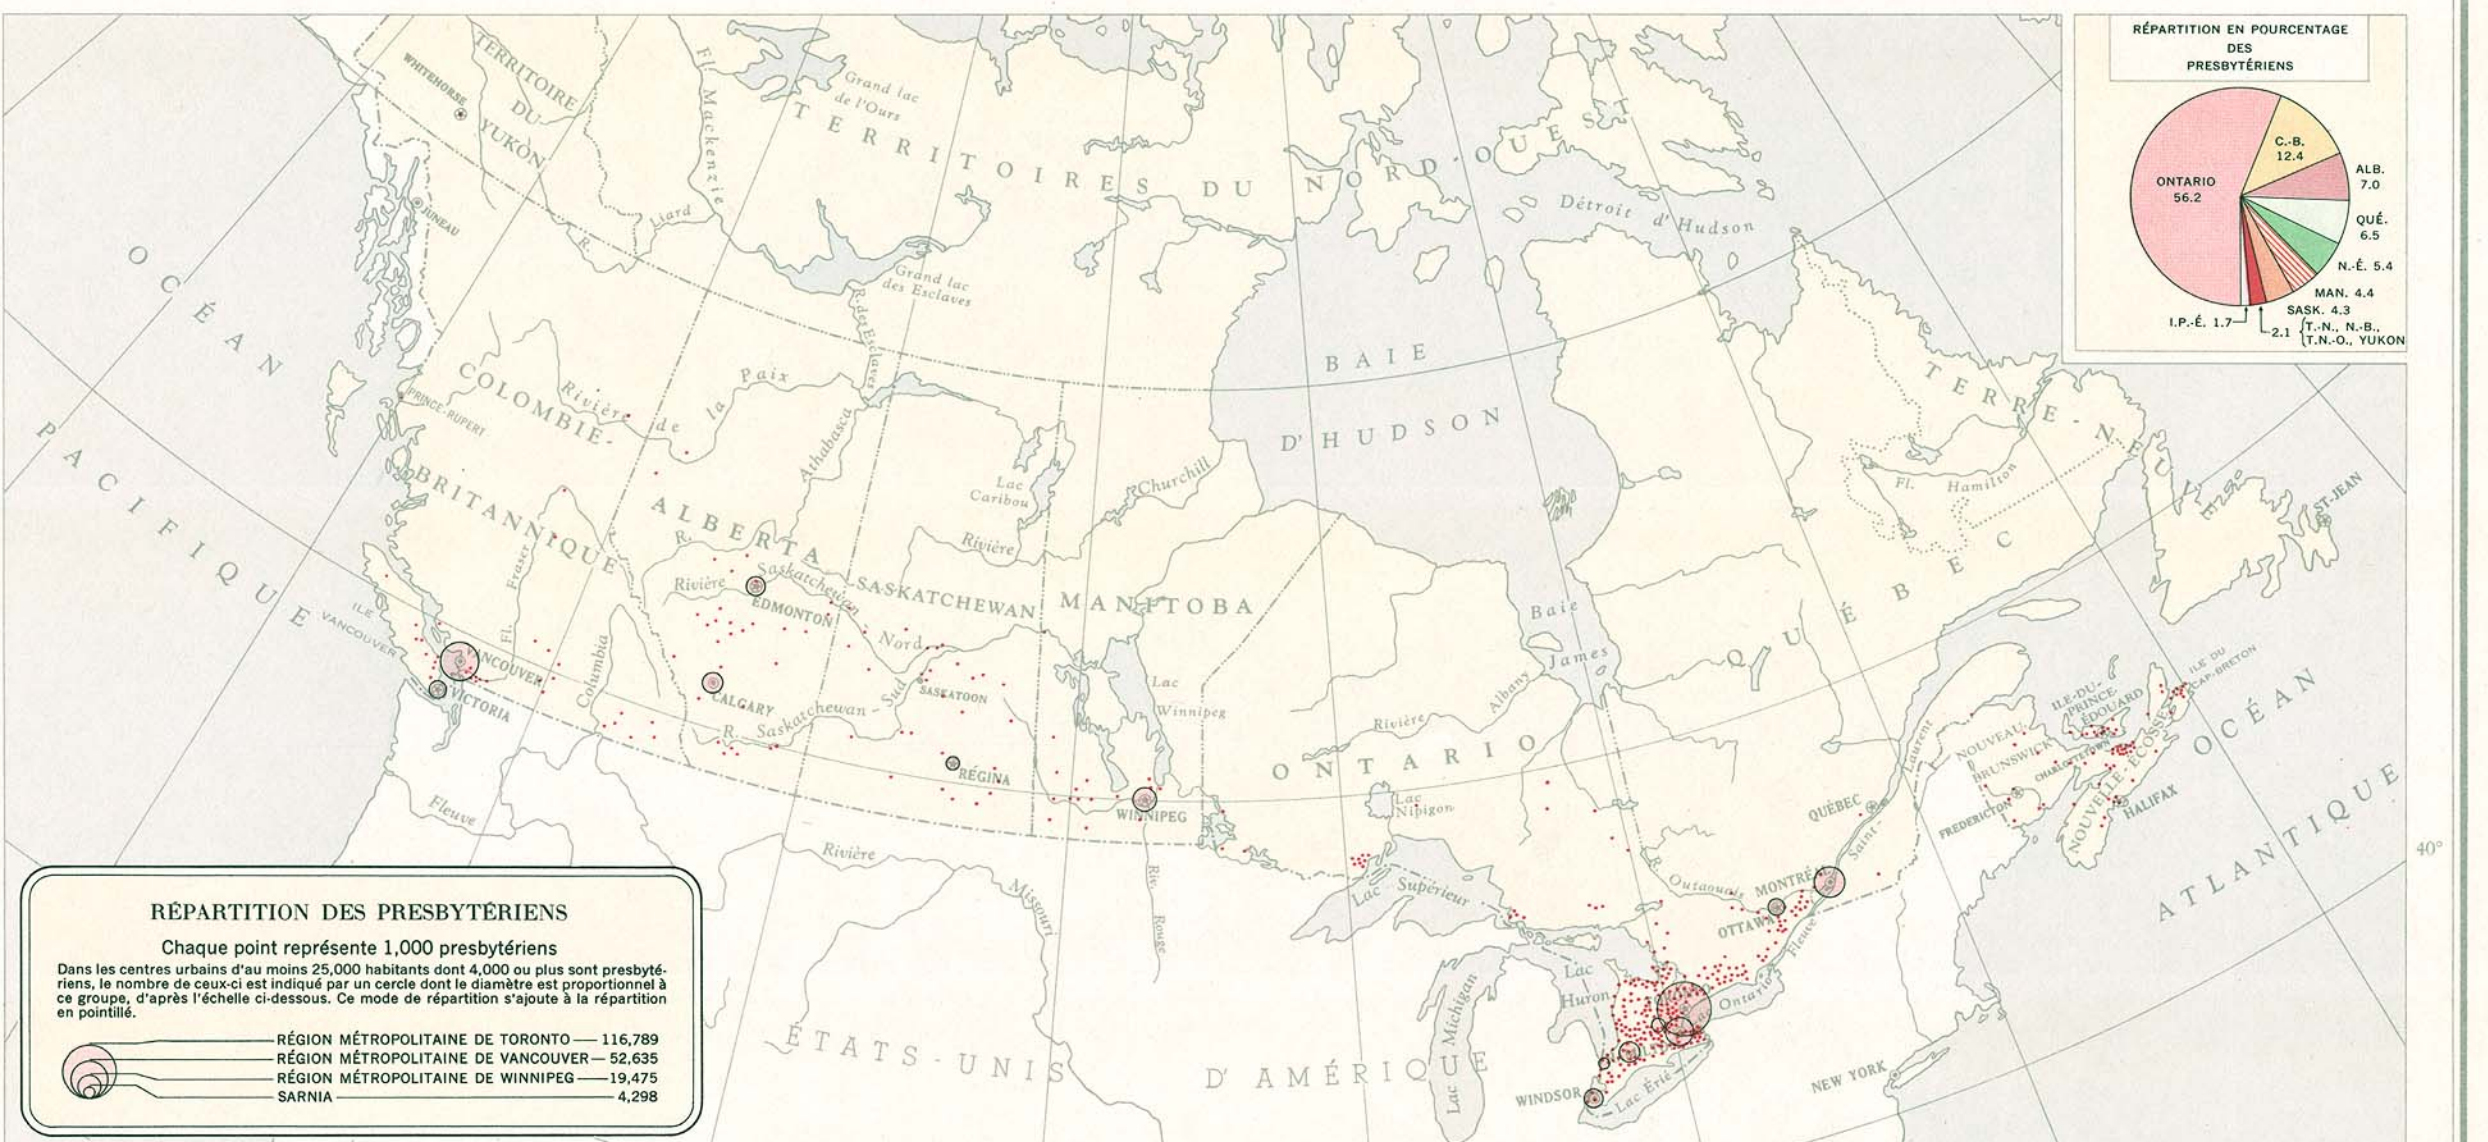 RÉPARTITION EN POURCENTAGE
DES
PRESBYTÉRIENS
ONTARIO
56.2
C.-B.
12.4
ALB.
7.0
QUÉ.
6.5
N.-É. 5.4
MAN. 4.4
SASK. 4.3
I.P.-É. 1.7
2.1
T.-N., N.-B.,
T.N.-O., YUKON
TERRITOIRE
DU
YUKON
WHITEHORSE
JUNEAU
Fl. Mackenzie
Grand lac
de l'Ours
TERRITOIRES DU NORD-OUEST
R. Liard
Grand lac
des Esclaves
R. des Esclaves
Détroit d'Hudson
BAIE
D'HUDSON
OCÉAN
PACIFIQUE
PRINCE-RUPERT
COLOMBIE-
BRITANNIQUE
Rivière de la Paix
Athabasca
ALBERTA
Lac
Caribou
Rivière Churchill
TERRE-NEUVE
Fl. Hamilton
ST-JEAN
Fl. Fraser
Columbia
ILE
VANCOUVER
VANCOUVER
VICTORIA
R.
Rivière Saskatchewan Nord
EDMONTON
CALGARY
R. Saskatchewan-Sud
SASKATCHEWAN
SASKATOON
RÉGINA
MANITOBA
Lac
Winnipeg
WINNIPEG
ONTARIO
Rivière Albany
Baie
James
Lac
Nipigon
QUÉBEC
QUÉBEC
Fleuve Saint-Laurent
R. Outaouais
MONTRÉAL
OTTAWA
NOUVEAU-
BRUNSWICK
FREDERICTON
ILE-DU-
PRINCE-
ÉDOUARD
CHARLOTTETOWN
NOUVELLE-ÉCOSSE
HALIFAX
ILE DU
CAP-BRETON
OCÉAN
ATLANTIQUE
40°
Fleuve
Rivière
Missouri
Riv. Rouge
Lac Supérieur
Lac Michigan
Lac
Huron
TORONTO
Lac Ontario
Lac Érié
WINDSOR
NEW YORK
ÉTATS-UNIS D'AMÉRIQUE
RÉPARTITION DES PRESBYTÉRIENS
Chaque point représente 1,000 presbytériens
Dans les centres urbains d'au moins 25,000 habitants dont 4,000 ou plus sont presbyté-
riens, le nombre de ceux-ci est indiqué par un cercle dont le diamètre est proportionnel à
ce groupe, d'après l'échelle ci-dessous. Ce mode de répartition s'ajoute à la répartition
en pointillé.
RÉGION MÉTROPOLITAINE DE TORONTO — 116,789
RÉGION MÉTROPOLITAINE DE VANCOUVER — 52,635
RÉGION MÉTROPOLITAINE DE WINNIPEG — 19,475
SARNIA — 4,298